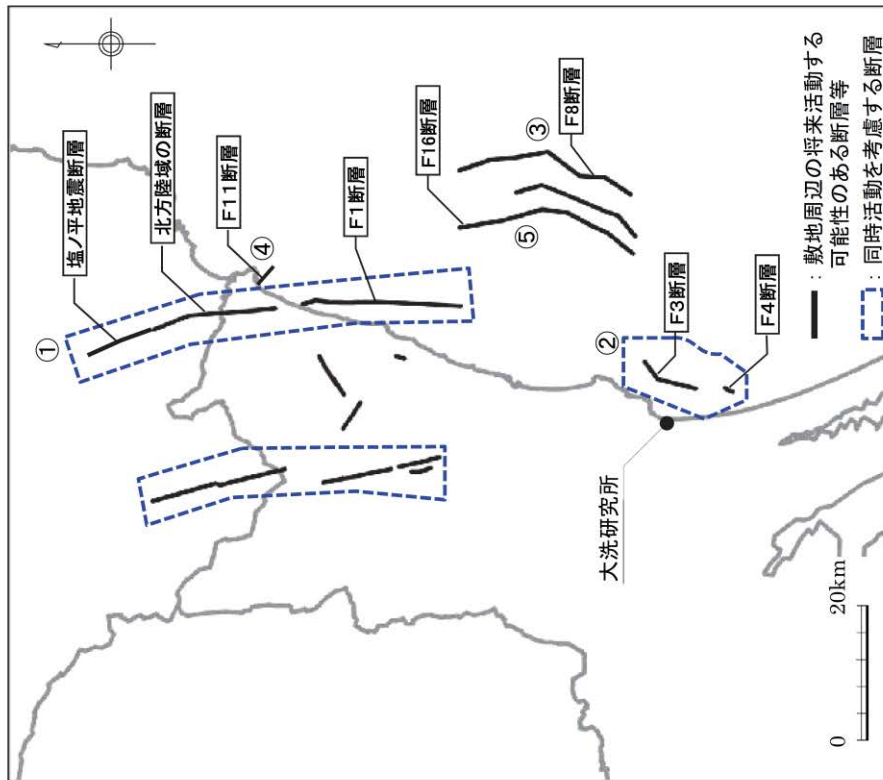 ①
塩ノ平地震断層
北方陸域の断層
F11断層
④
F1断層
F16断層
③
F8断層
⑤
②
F3断層
F4断層
大洗研究所
0
20km
：敷地周辺の将来活動する
可能性のある断層等
：同時活動を考慮する断層